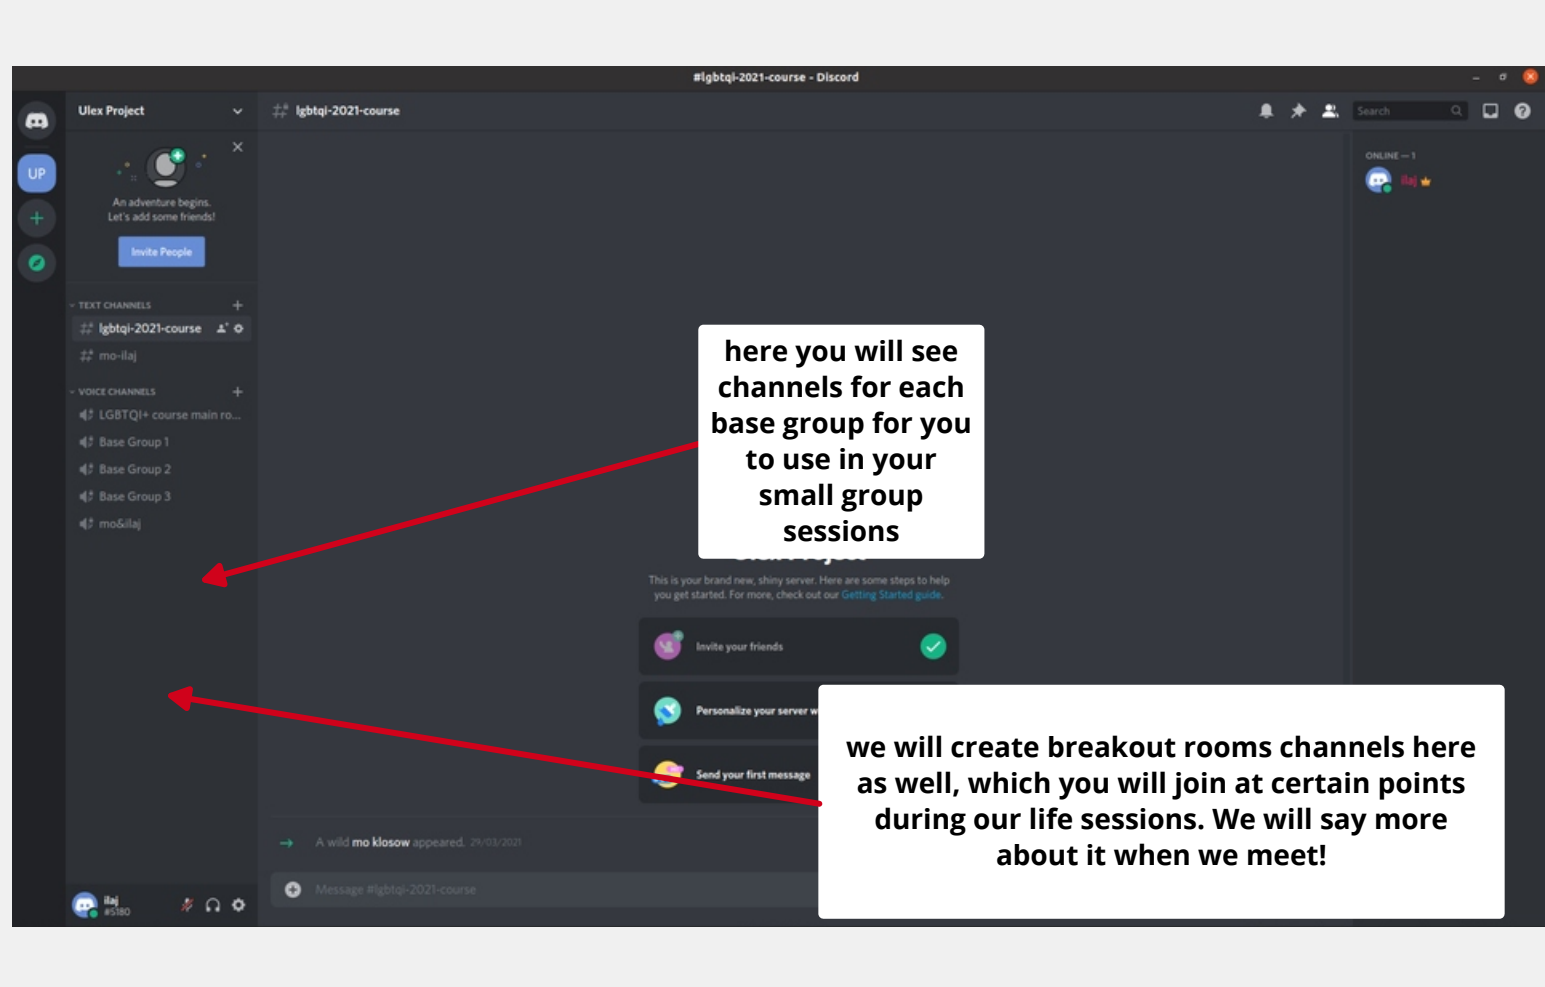 #lgbtqi-2021-course - Discord
Ulex Project
lgbtqi-2021-course
Search
UP
An adventure begins.
Let's add some friends!
Invite People
TEXT CHANNELS
lgbtqi-2021-course
mo-ilaj
VOICE CHANNELS
LGBTQI+ course main ro...
Base Group 1
Base Group 2
Base Group 3
mo&ilaj
ilaj
#5180
here you will see
channels for each
base group for you
to use in your
small group
sessions
This is your brand new, shiny server. Here are some steps to help
you get started. For more, check out our Getting Started guide.
Invite your friends
Personalize your server w
Send your first message
A wild mo klosow appeared. 29/03/2021
Message #lgbtqi-2021-course
we will create breakout rooms channels here
as well, which you will join at certain points
during our life sessions. We will say more
about it when we meet!
ONLINE — 1
ilaj